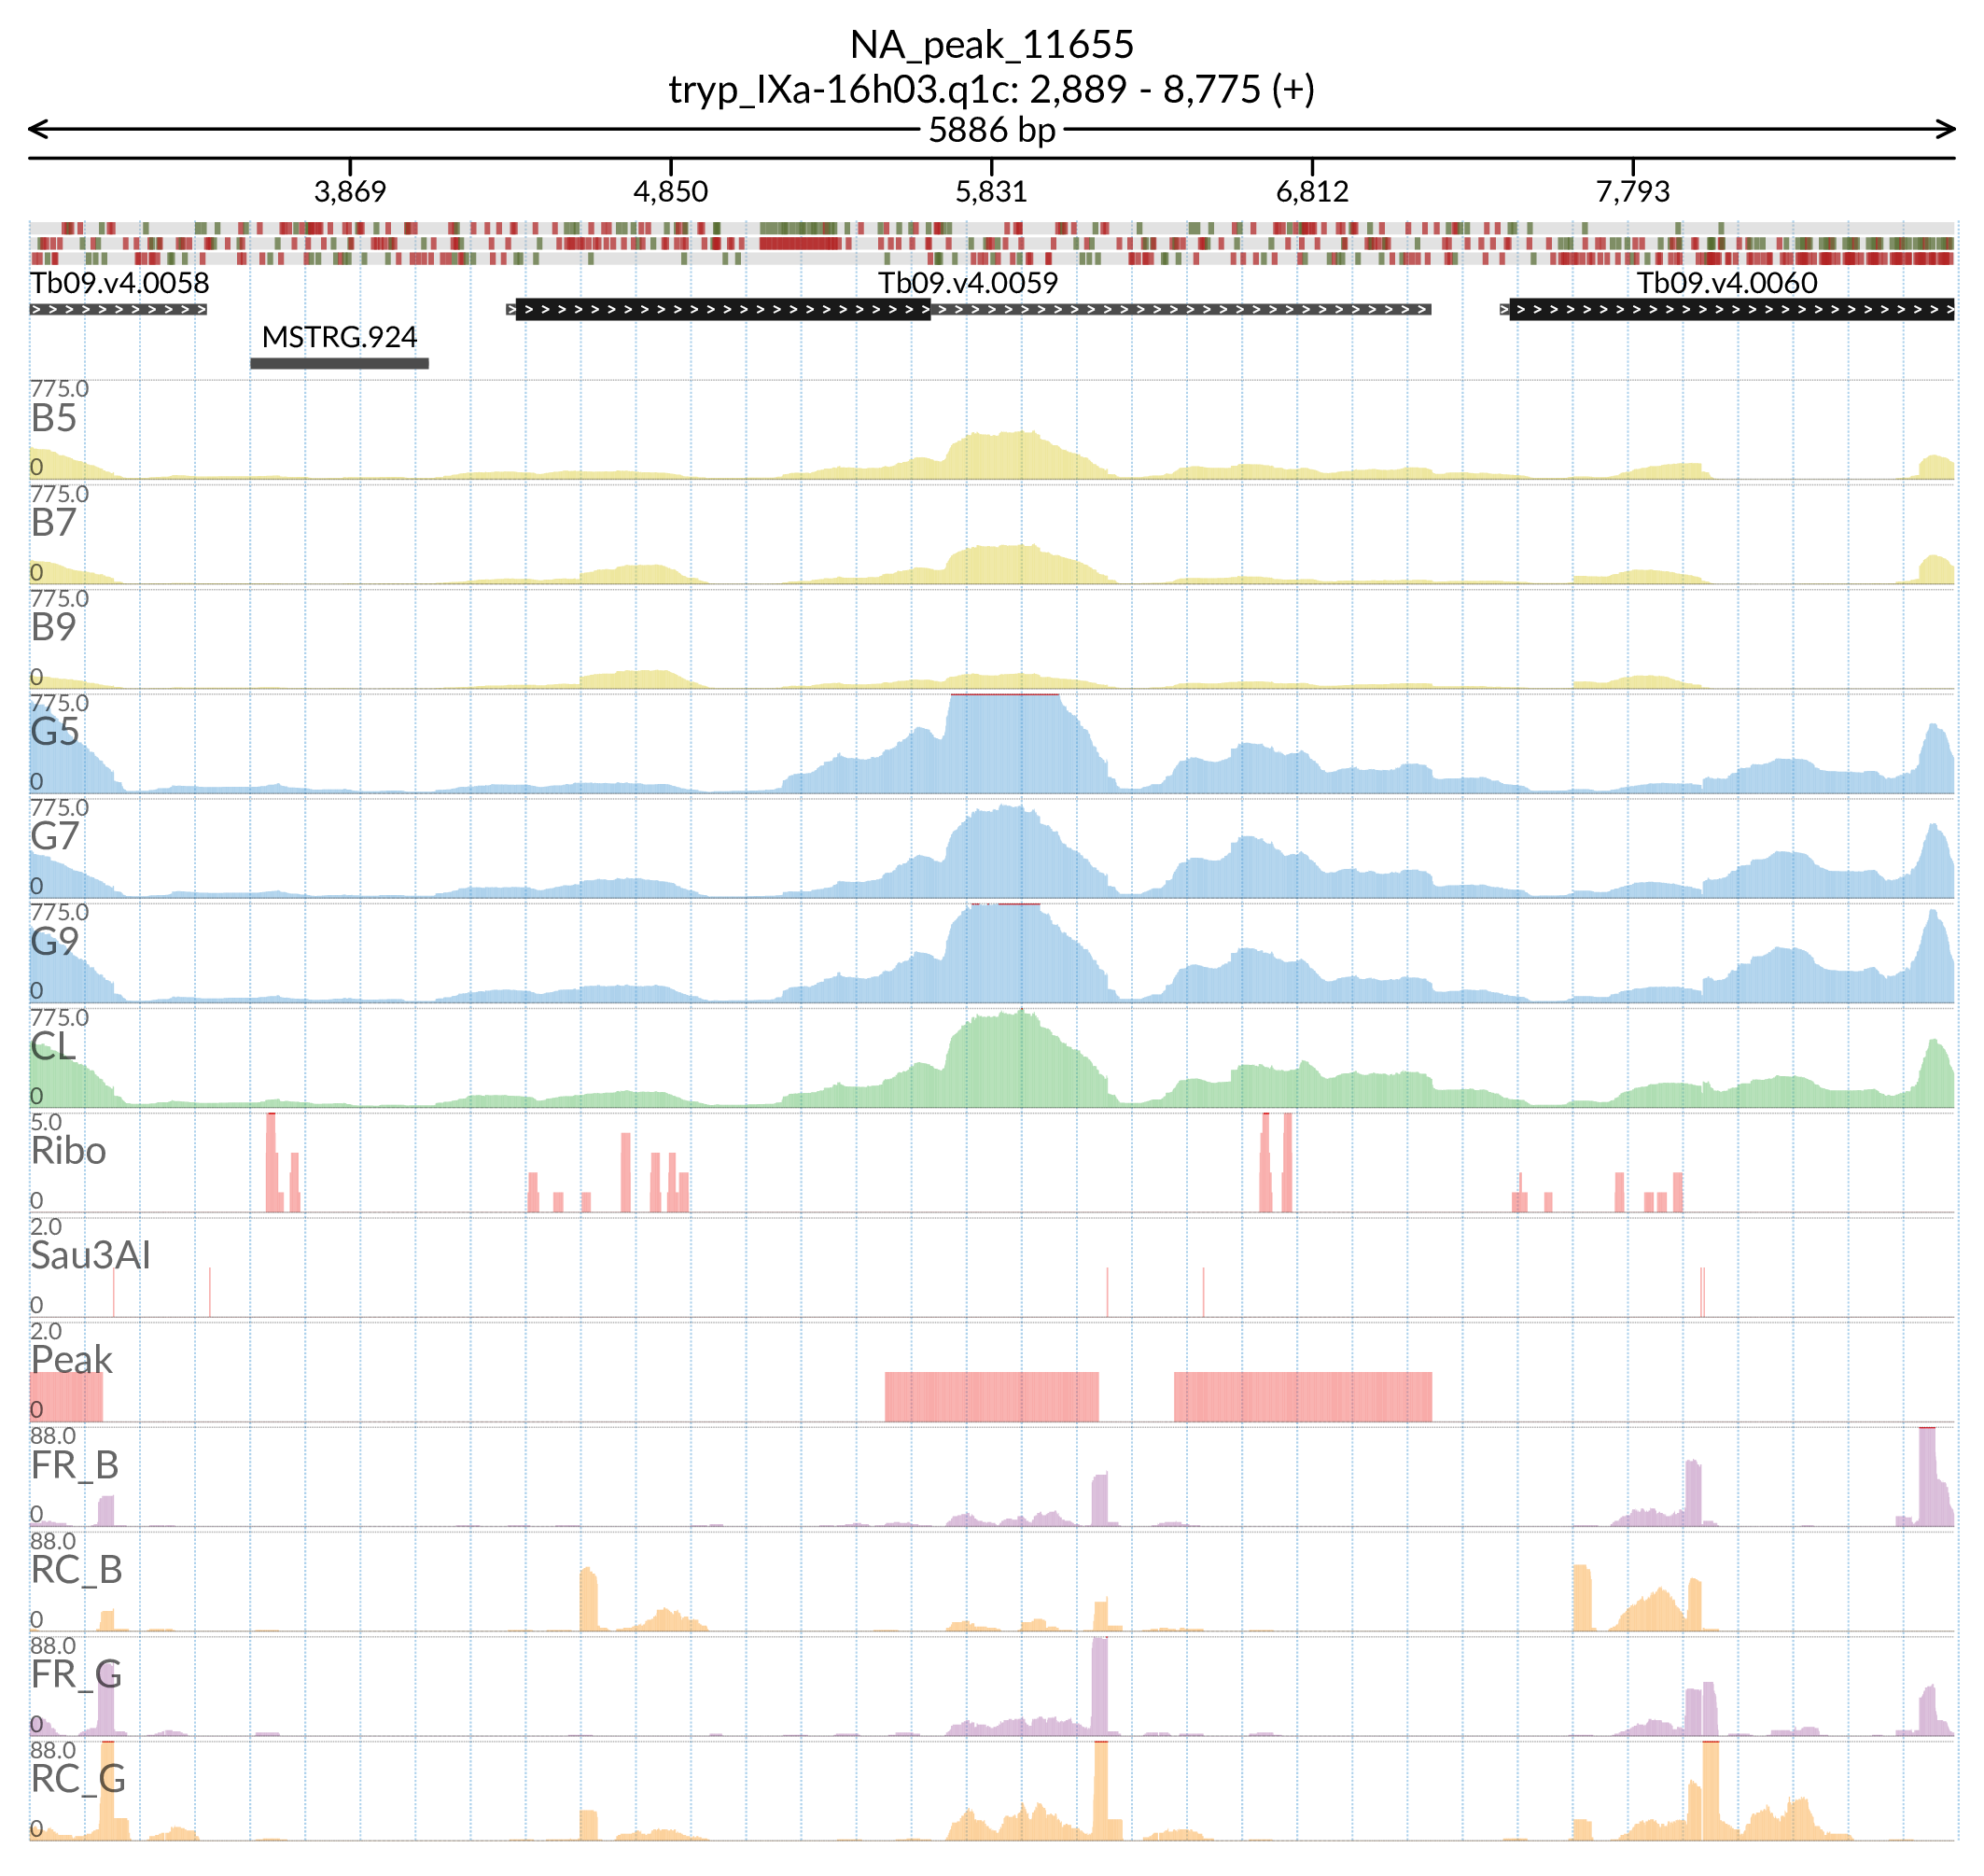 NA_peak_11655
tryp_IXa-16h03.q1c: 2,889 - 8,775 (+)
5886 bp
3,869 4,850 5,831 6,812 7,793
Tb09.v4.0058 Tb09.v4.0059 Tb09.v4.0060
MSTRG.924
775.0
B5
0
775.0
B7
0
775.0
B9
0
775.0
G5
0
775.0
G7
0
775.0
G9
0
775.0
CL
0
5.0
Ribo
0
2.0
Sau3AI
0
2.0
Peak
0
88.0
FR_B
0
88.0
RC_B
0
88.0
FR_G
0
88.0
RC_G
0